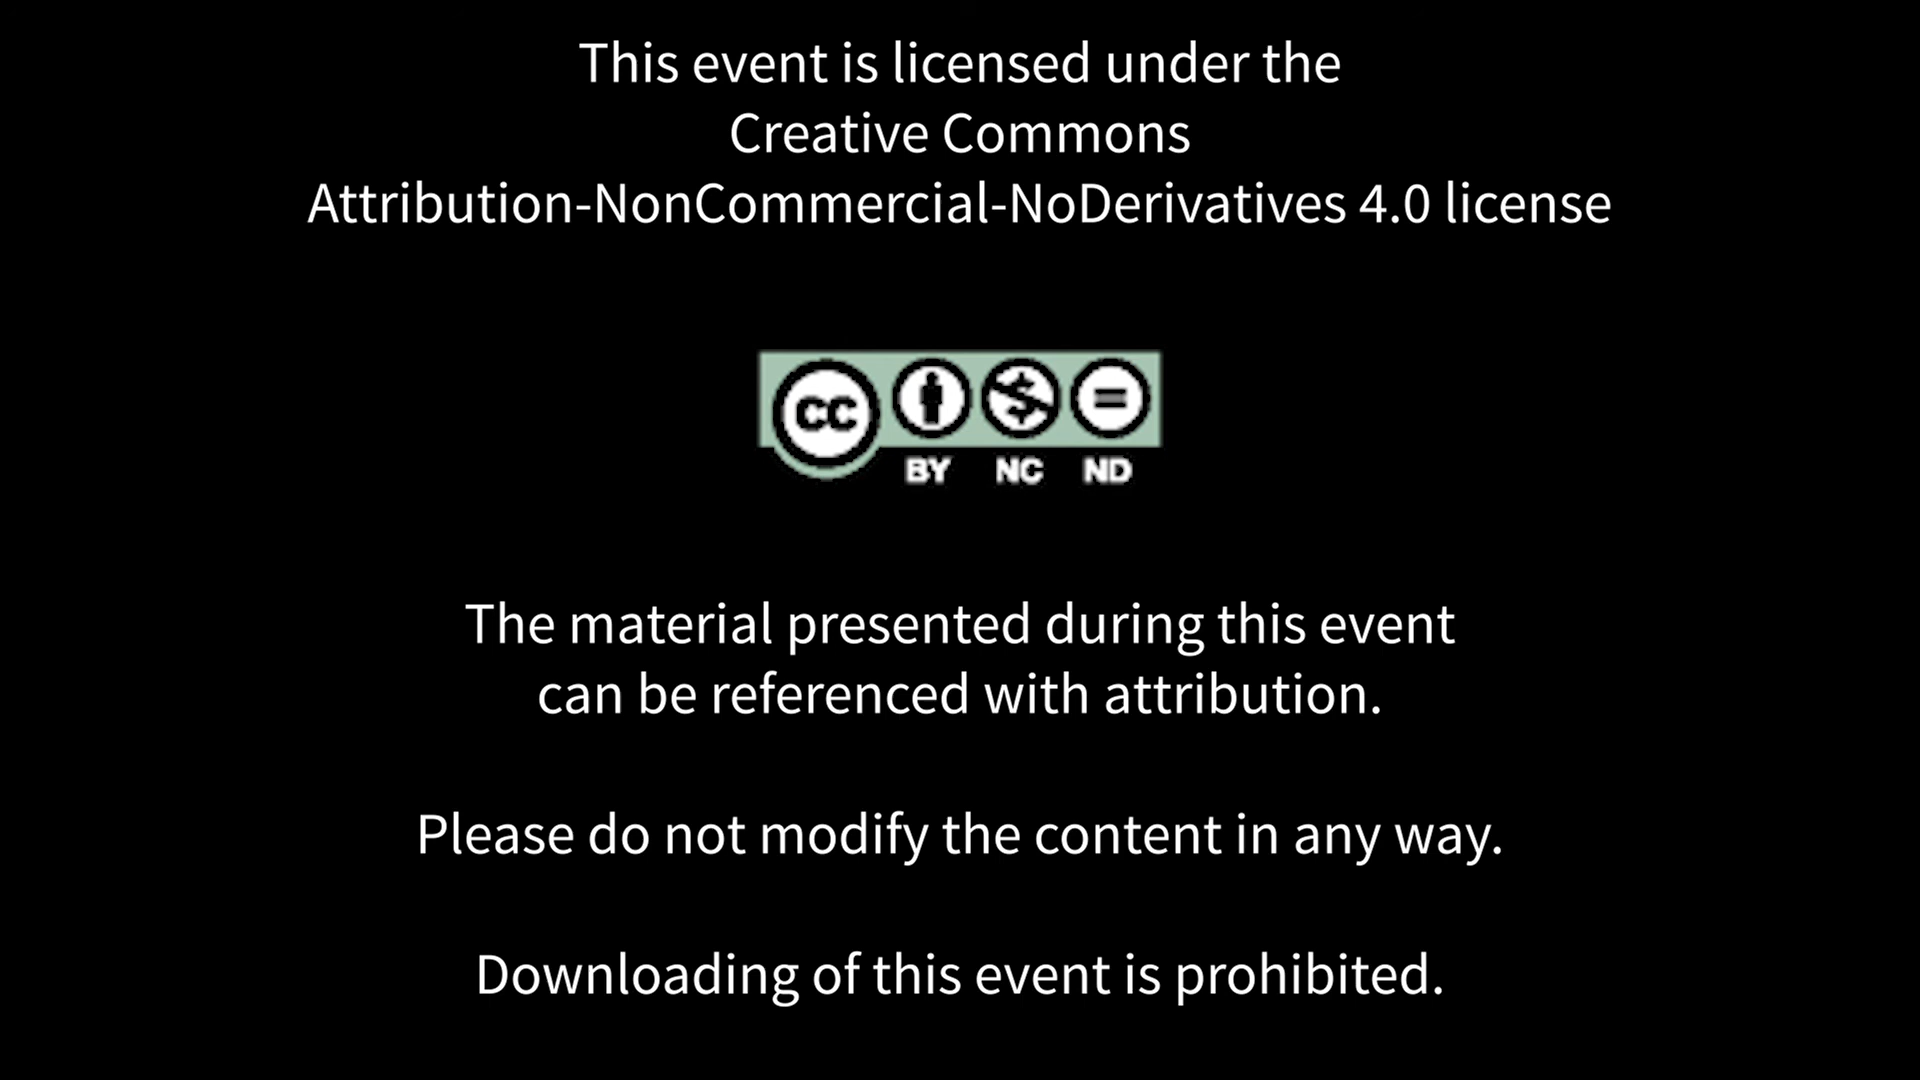 This event is licensed under the
Creative Commons
Attribution-NonCommercial-NoDerivatives 4.0 license
CC
BY NC ND
The material presented during this event
can be referenced with attribution.
Please do not modify the content in any way.
Downloading of this event is prohibited.